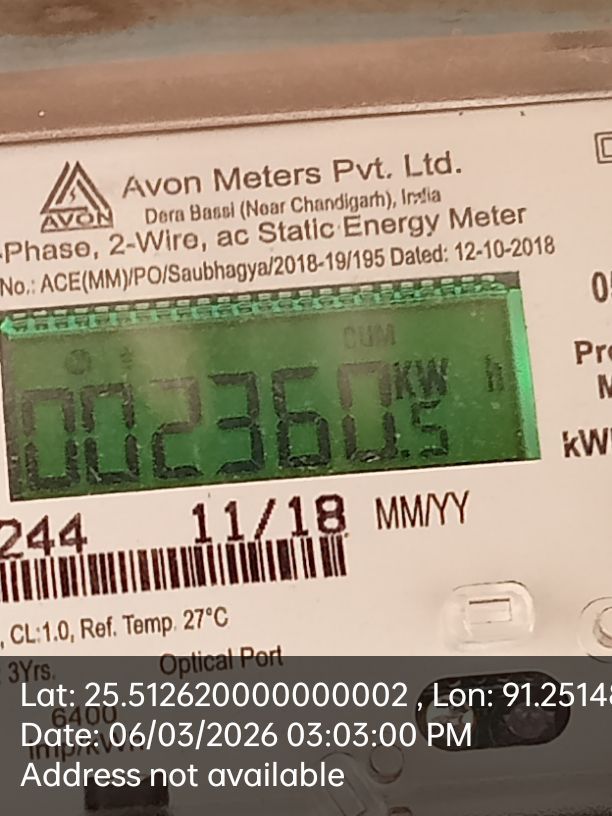 AVON
Avon Meters Pvt. Ltd.
Dera Bassi (Near Chandigarh), India
-Phase, 2-Wire, ac Static Energy Meter
No.: ACE(MM)/PO/Saubhagya/2018-19/195 Dated: 12-10-2018
CUM
002360.5 KW h
244 11/18 MM/YY
, CL:1.0, Ref. Temp. 27°C
3Yrs. Optical Port
6400
imp/kWh
Lat: 25.512620000000002 , Lon: 91.2514
Date: 06/03/2026 03:03:00 PM
Address not available